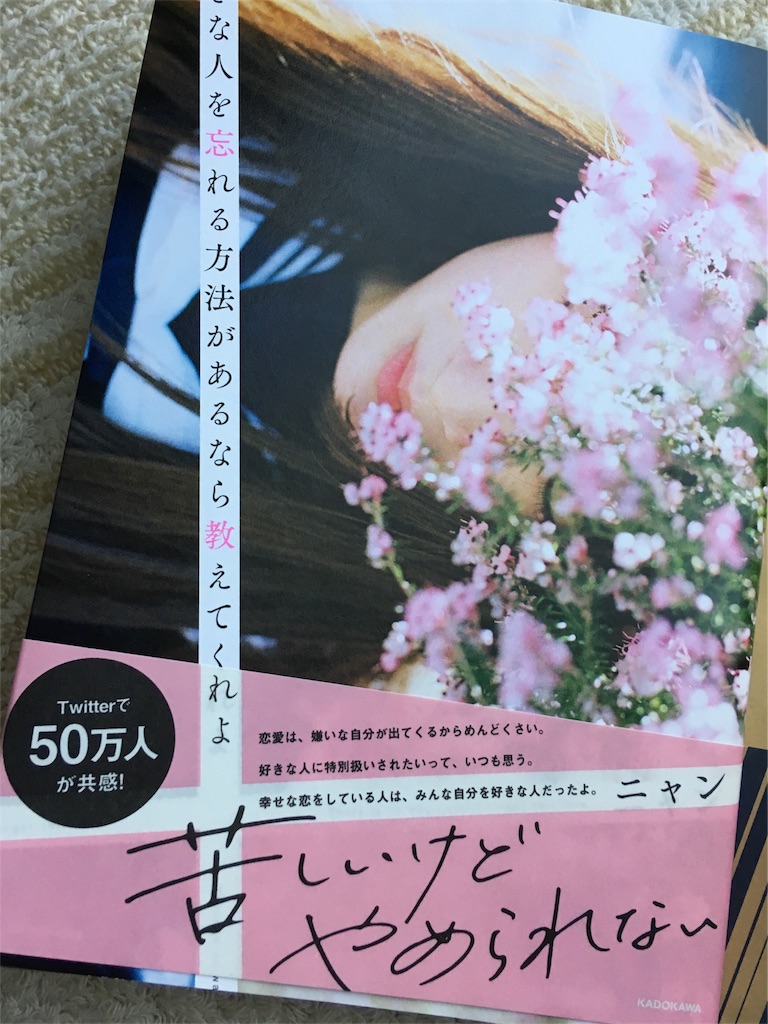 な人を忘れる方法があるなら教えてくれよ
Twitterで
50万人
が共感!
恋愛は、嫌いな自分が出てくるからめんどくさい。
好きな人に特別扱いされたいって、いつも思う。
幸せな恋をしている人は、みんな自分を好きな人だったよ。
ニャン
苦しいけど
やめられない
KADOKAWA